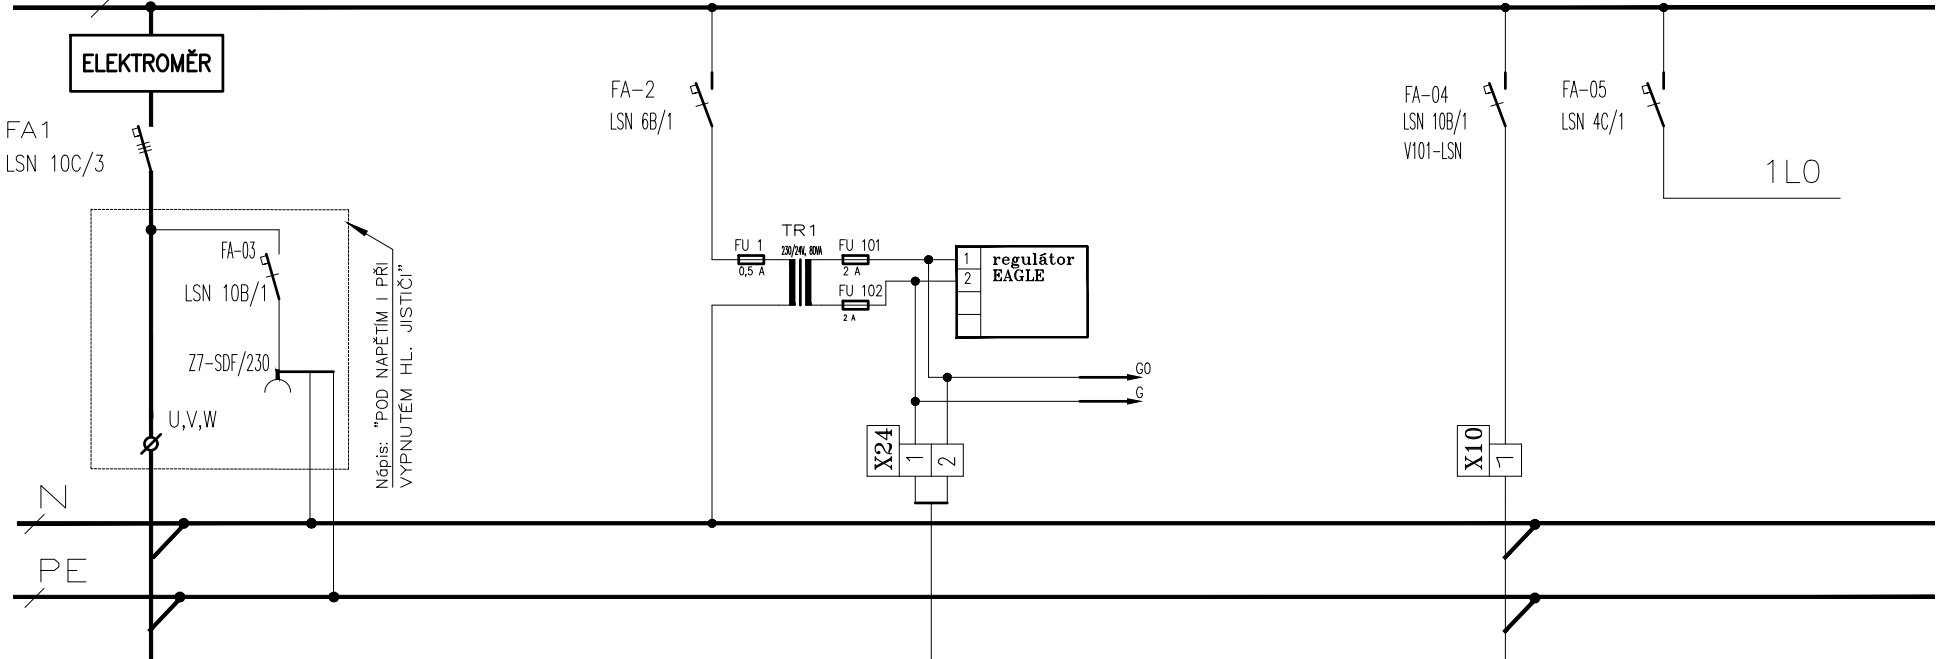 ELEKTROMĚR
FA1
LSN 10C/3
FA-03
LSN 10B/1
Z7-SDF/230
U,V,W
Nápis: "POD NAPĚTÍM I PŘI
VYPNUTÉM HL. JISTIČI"
FA-2
LSN 6B/1
FU 1
0,5 A
TR1
230/24V, 80VA
FU 101
2 A
FU 102
2 A
1
2
regulátor
EAGLE
G0
G
X24
1
2
FA-04
LSN 10B/1
V101-LSN
X10
7
FA-05
LSN 4C/1
1L0
N
PE